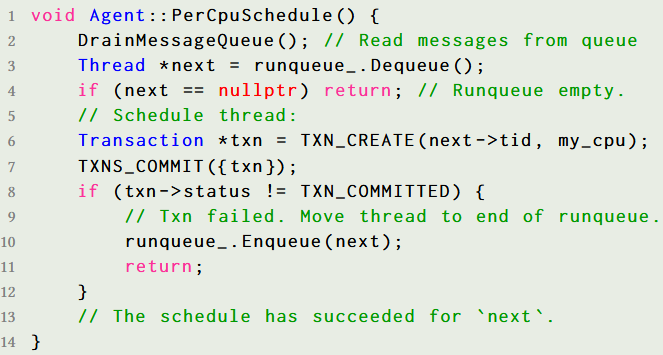 1 void Agent::PerCpuSchedule() {
2 DrainMessageQueue(); // Read messages from queue
3 Thread *next = runqueue_.Dequeue();
4 if (next == nullptr) return; // Runqueue empty.
5 // Schedule thread:
6 Transaction *txn = TXN_CREATE(next->tid, my_cpu);
7 TXNS_COMMIT({txn});
8 if (txn->status != TXN_COMMITTED) {
9 // Txn failed. Move thread to end of runqueue.
10 runqueue_.Enqueue(next);
11 return;
12 }
13 // The schedule has succeeded for `next`.
14 }